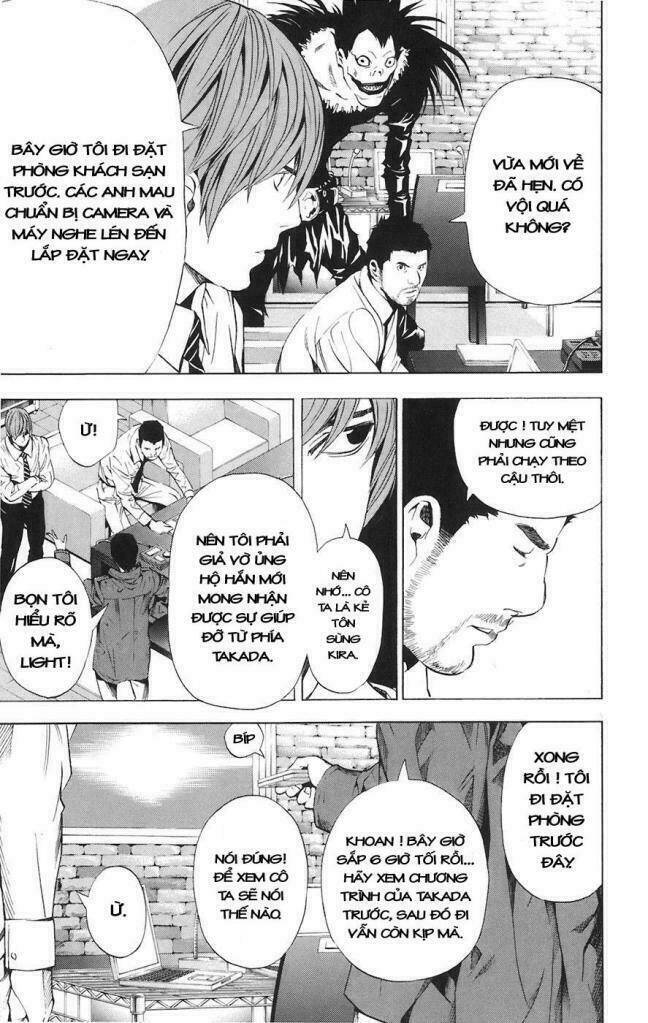 VỪA MỚI VỀ
ĐÃ HẸN. CÓ
VỘI QUÁ
KHÔNG?
BÂY GIỜ TÔI ĐI ĐẶT
PHÒNG KHÁCH SẠN
TRƯỚC. CÁC ANH MAU
CHUẨN BỊ CAMERA VÀ
MÁY NGHE LÉN ĐẾN
LẮP ĐẶT NGAY.
ĐƯỢC! TUY MỆT
NHƯNG CŨNG
PHẢI CHẠY THEO
CẬU THÔI.
NÊN
NHỚ... CÔ
TA LÀ KẺ
TÔN
SÙNG
KIRA.
NÊN TÔI PHẢI
GIẢ VỜ ỦNG
HỘ HẮN MỚI
MONG NHẬN
ĐƯỢC SỰ GIÚP
ĐỠ TỪ PHÍA
TAKADA.
Ừ!
BỌN TÔI
HIỂU RÕ
MÀ,
LIGHT!
XONG
RỒI! TÔI
ĐI ĐẶT
PHÒNG
TRƯỚC
ĐÂY.
BÍP
KHOAN! BÂY GIỜ
SẮP 6 GIỜ TỐI RỒI...
HÃY XEM CHƯƠNG
TRÌNH CỦA TAKADA
TRƯỚC, SAU ĐÓ ĐI
VẪN CÒN KỊP MÀ.
NÓI ĐÚNG!
ĐỂ XEM CÔ
TA SẼ NÓI
THẾ NÀO.
Ừ.